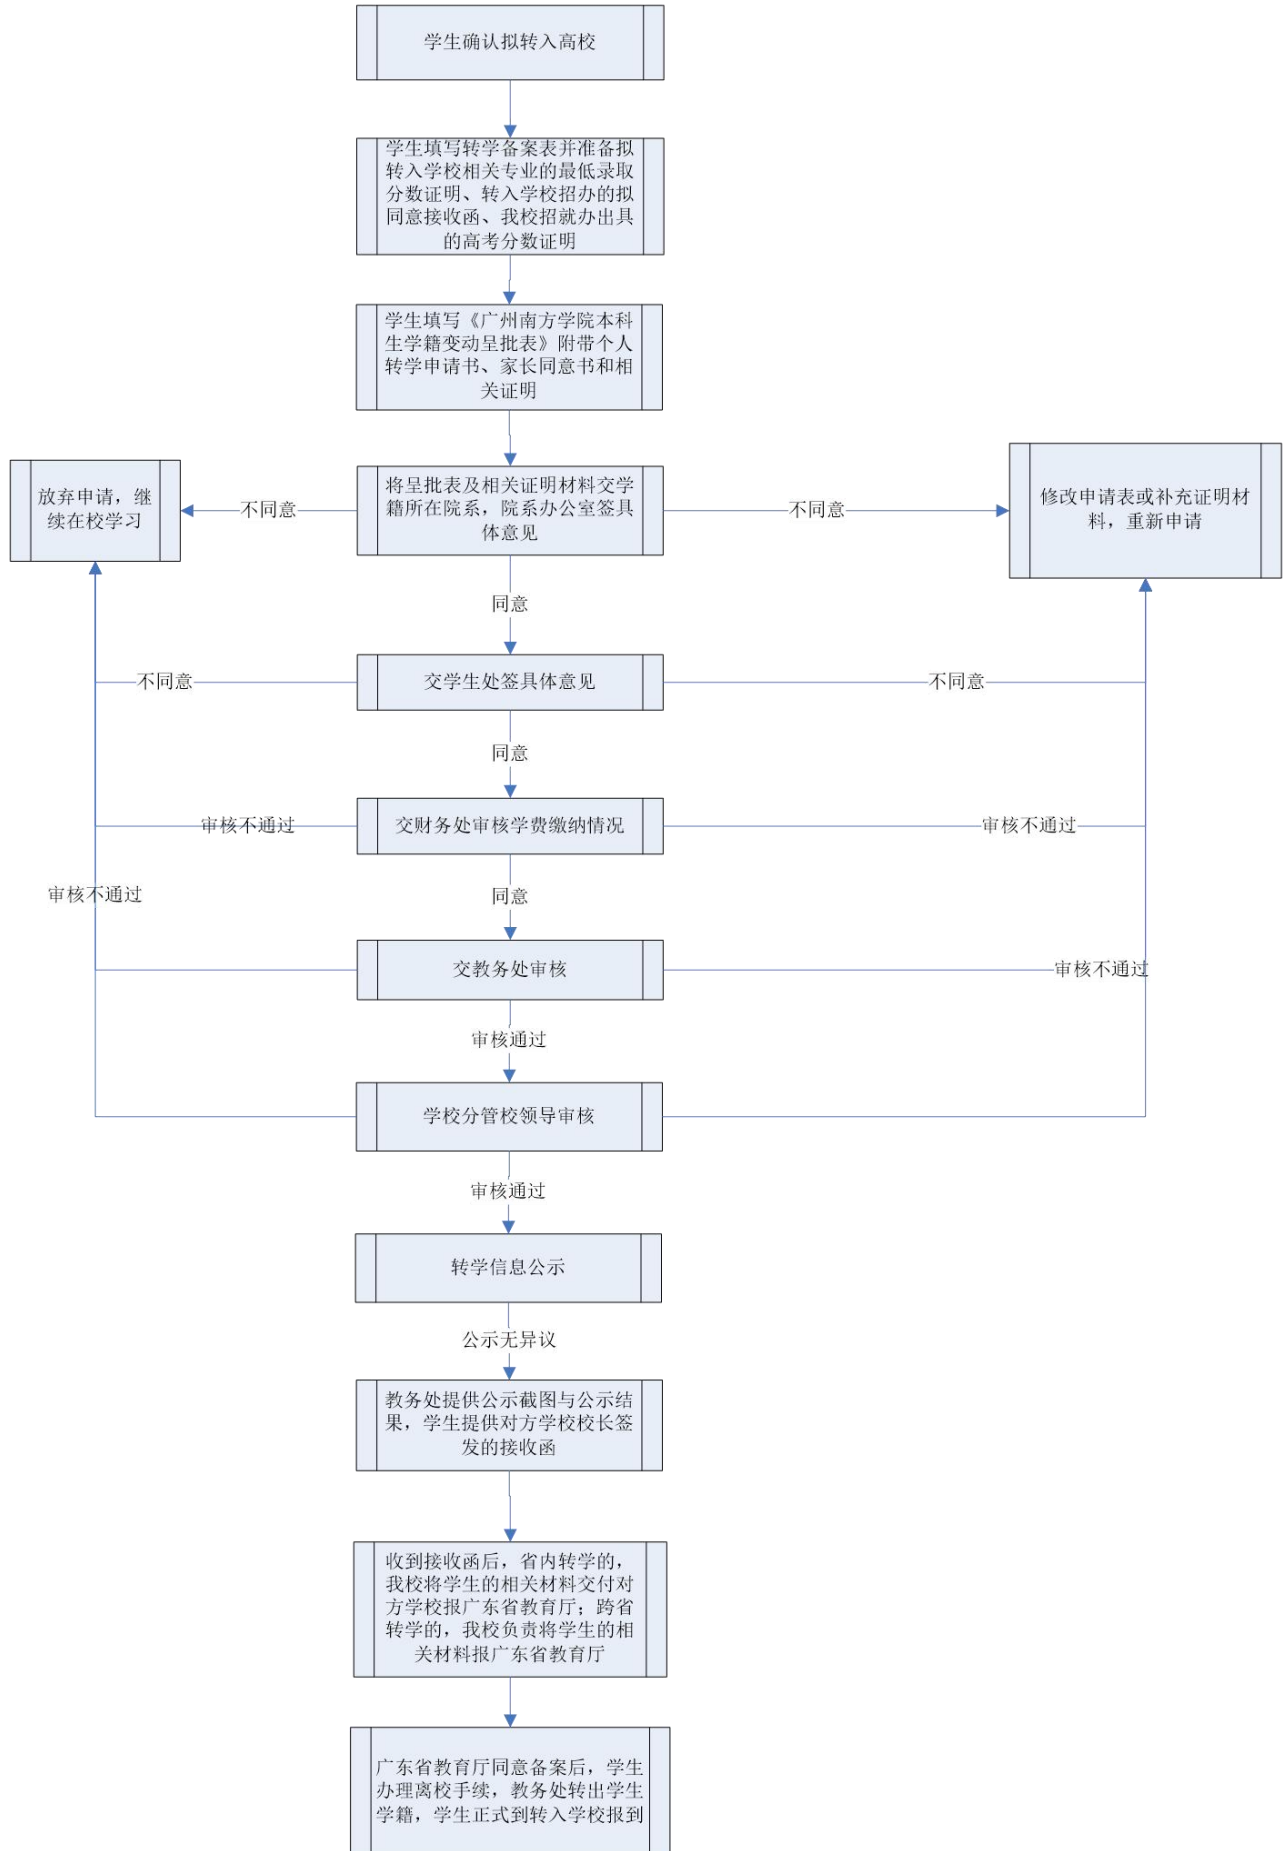 学生确认拟转入高校
学生填写转学备案表并准备拟
转入学校相关专业的最低录取
分数证明、转入学校招办的拟
同意接收函、我校招就办出具
的高考分数证明
学生填写《广州南方学院本科
生学籍变动呈批表》附带个人
转学申请书、家长同意书和相
关证明
放弃申请，继
续在校学习
不同意
将呈批表及相关证明材料交学
籍所在院系，院系办公室签具
体意见
不同意
修改申请表或补充证明材
料，重新申请
同意
不同意
交学生处签具体意见
不同意
同意
审核不通过
交财务处审核学费缴纳情况
审核不通过
审核不通过
同意
交教务处审核
审核不通过
审核通过
学校分管校领导审核
审核通过
转学信息公示
公示无异议
教务处提供公示截图与公示结
果，学生提供对方学校校长签
发的接收函
收到接收函后，省内转学的，
我校将学生的相关材料交付对
方学校报广东省教育厅；跨省
转学的，我校负责将学生的相
关材料报广东省教育厅
广东省教育厅同意备案后，学生
办理离校手续，教务处转出学生
学籍，学生正式到转入学校报到